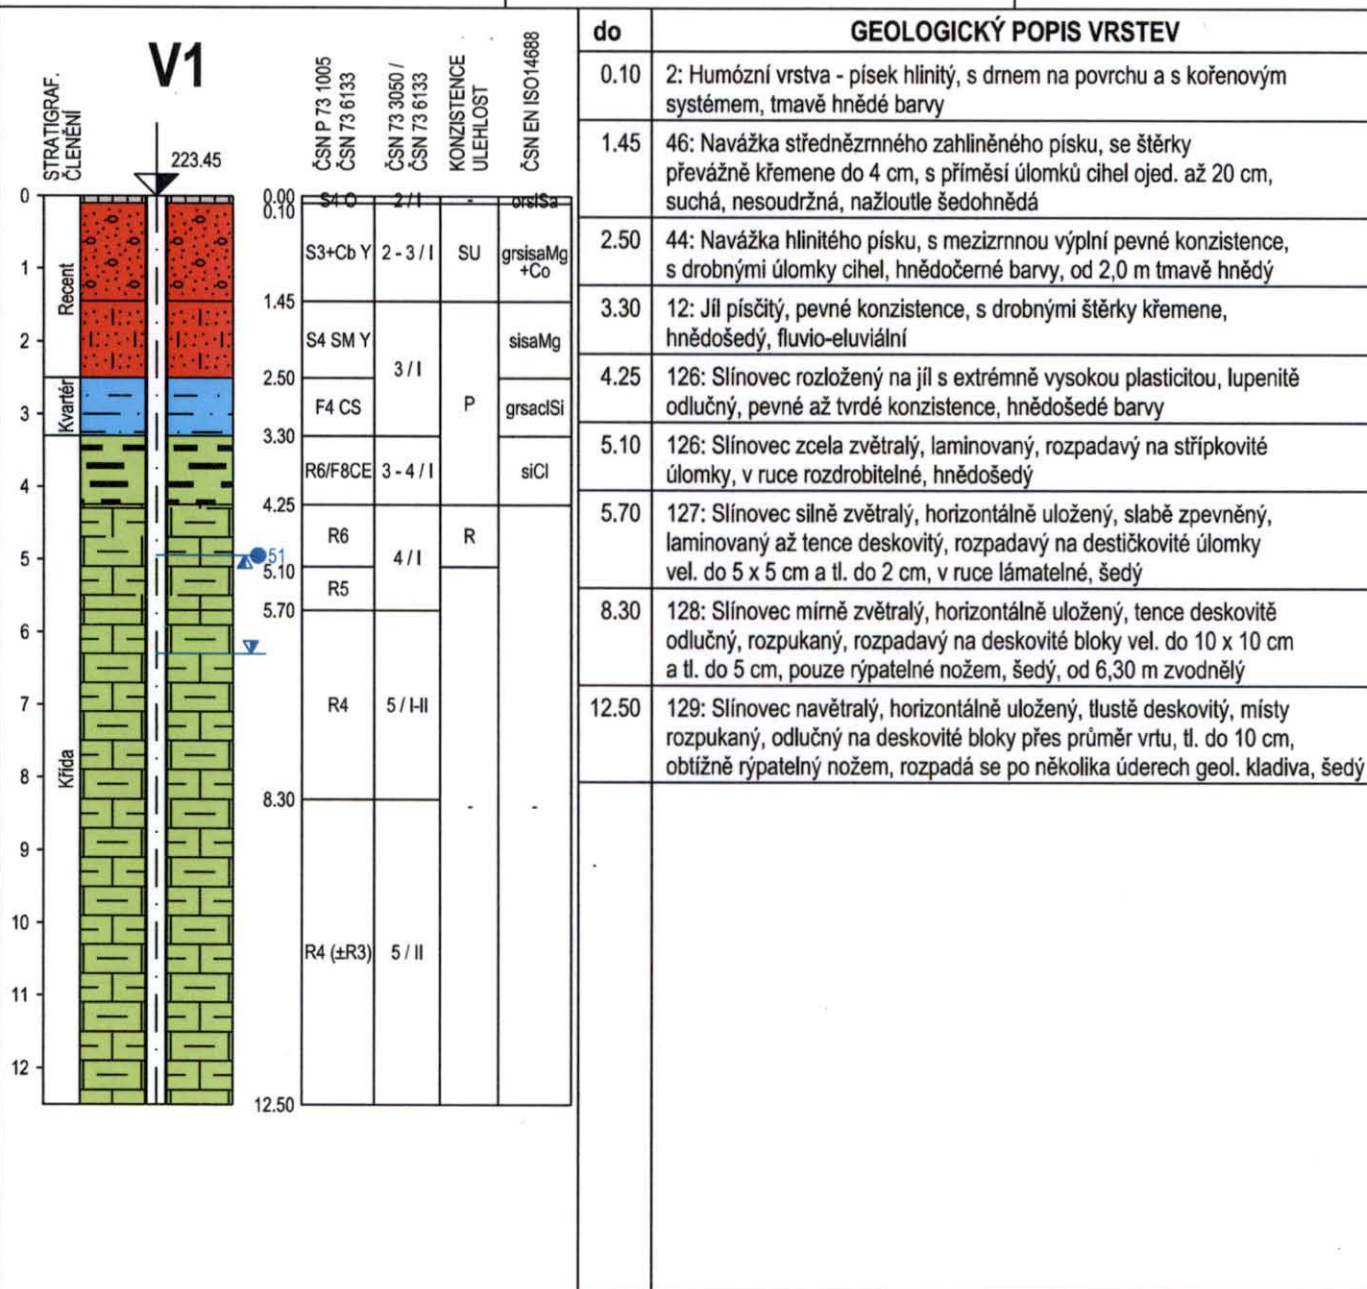 V1
STRATIGRAF.
ČLENĚNÍ
223.45
ČSN P 73 1005
ČSN 73 6133
ČSN 73 3050 /
ČSN 73 6133
KONZISTENCE
ULEHLOST
ČSN EN ISO14688
0
1
2
3
4
5
6
7
8
9
10
11
12
Recent
Kvartér
Křída
51
0.00
0.10
1.45
2.50
3.30
4.25
5.10
5.70
8.30
12.50
S4 O
2 / I
-
orsiSa
S3+Cb Y
2 - 3 / I
SU
grsisaMg
+Co
S4 SM Y
3 / I
P
sisaMg
F4 CS
grsaclSi
R6/F8CE
3 - 4 / I
siCl
R6
4 / I
R
R5
R4
5 / I-II
-
-
R4 (±R3)
5 / II
do
GEOLOGICKÝ POPIS VRSTEV
0.10
2: Humózní vrstva - písek hlinitý, s drnem na povrchu a s kořenovým
systémem, tmavě hnědé barvy
1.45
46: Navážka střednězrnného zahliněného písku, se štěrky
převážně křemene do 4 cm, s příměsí úlomků cihel ojed. až 20 cm,
suchá, nesoudržná, nažloutle šedohnědá
2.50
44: Navážka hlinitého písku, s mezizrnnou výplní pevné konzistence,
s drobnými úlomky cihel, hnědočerné barvy, od 2,0 m tmavě hnědý
3.30
12: Jíl písčitý, pevné konzistence, s drobnými štěrky křemene,
hnědošedý, fluvio-eluviální
4.25
126: Slínovec rozložený na jíl s extrémně vysokou plasticitou, lupenitě
odlučný, pevné až tvrdé konzistence, hnědošedé barvy
5.10
126: Slínovec zcela zvětralý, laminovaný, rozpadavý na střípkovité
úlomky, v ruce rozdrobitelné, hnědošedý
5.70
127: Slínovec silně zvětralý, horizontálně uložený, slabě zpevněný,
laminovaný až tence deskovitý, rozpadavý na destičkovité úlomky
vel. do 5 x 5 cm a tl. do 2 cm, v ruce lámatelné, šedý
8.30
128: Slínovec mírně zvětralý, horizontálně uložený, tence deskovitě
odlučný, rozpukaný, rozpadavý na deskovité bloky vel. do 10 x 10 cm
a tl. do 5 cm, pouze rýpatelné nožem, šedý, od 6,30 m zvodnělý
12.50
129: Slínovec navětralý, horizontálně uložený, tlustě deskovitý, místy
rozpukaný, odlučný na deskovité bloky přes průměr vrtu, tl. do 10 cm,
obtížně rýpatelný nožem, rozpadá se po několika úderech geol. kladiva, šedý